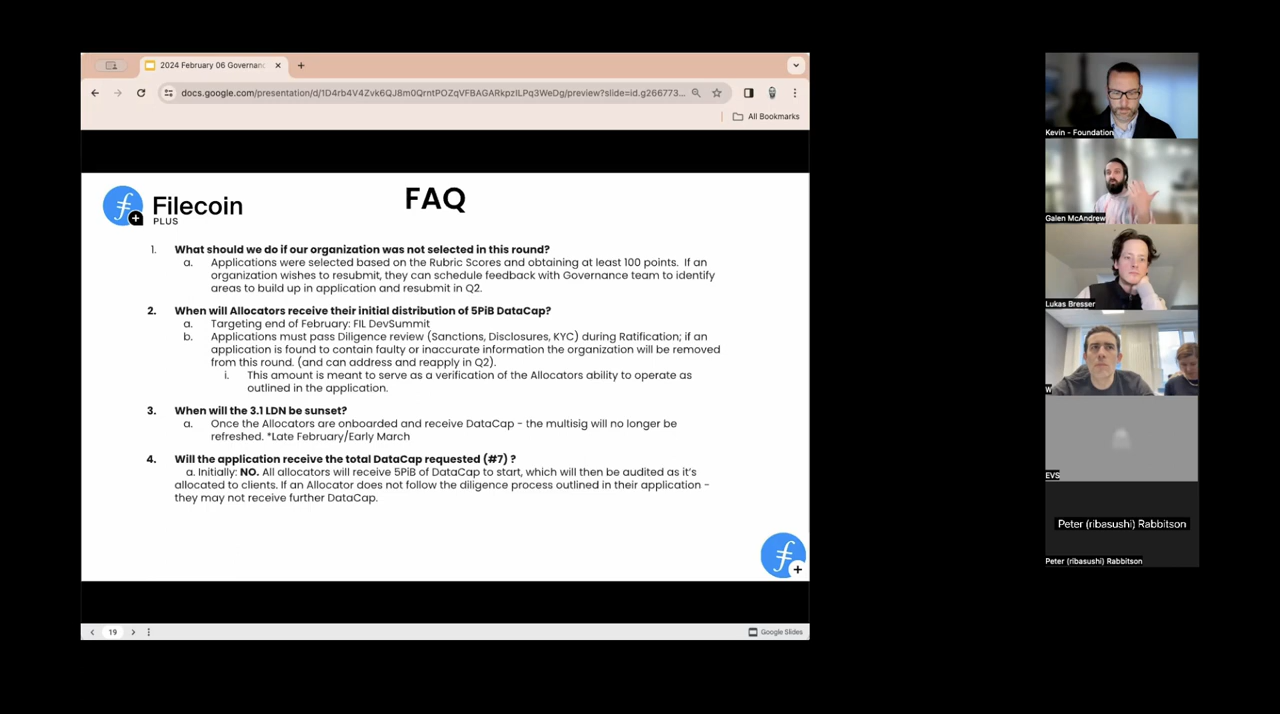 2024 February 06 Governanc
docs.google.com/presentation/d/1D4rb4V4Zvk6QJ8m0QrntPOZqVFBAGARkpzILPq3WeDg/preview?slide=id.g266773...
All Bookmarks
Filecoin
PLUS
FAQ
1. What should we do if our organization was not selected in this round?
a. Applications were selected based on the Rubric Scores and obtaining at least 100 points. If an
organization wishes to resubmit, they can schedule feedback with Governance team to identify
areas to build up in application and resubmit in Q2.
2. When will Allocators receive their initial distribution of 5PiB DataCap?
a. Targeting end of February: FIL DevSummit
b. Applications must pass Diligence review (Sanctions, Disclosures, KYC) during Ratification; if an
application is found to contain faulty or inaccurate information the organization will be removed
from this round. (and can address and reapply in Q2).
i. This amount is meant to serve as a verification of the Allocators ability to operate as
outlined in the application.
3. When will the 3.1 LDN be sunset?
a. Once the Allocators are onboarded and receive DataCap - the multisig will no longer be
refreshed. *Late February/Early March
4. Will the application receive the total DataCap requested (#7) ?
a. Initially: NO. All allocators will receive 5PiB of DataCap to start, which will then be audited as it's
allocated to clients. If an Allocator does not follow the diligence process outlined in their application -
they may not receive further DataCap.
19
Google Slides
Kevin - Foundation
Galen McAndrew
Lukas Bresser
W
EVS
Peter (ribasushi) Rabbitson
Peter (ribasushi) Rabbitson